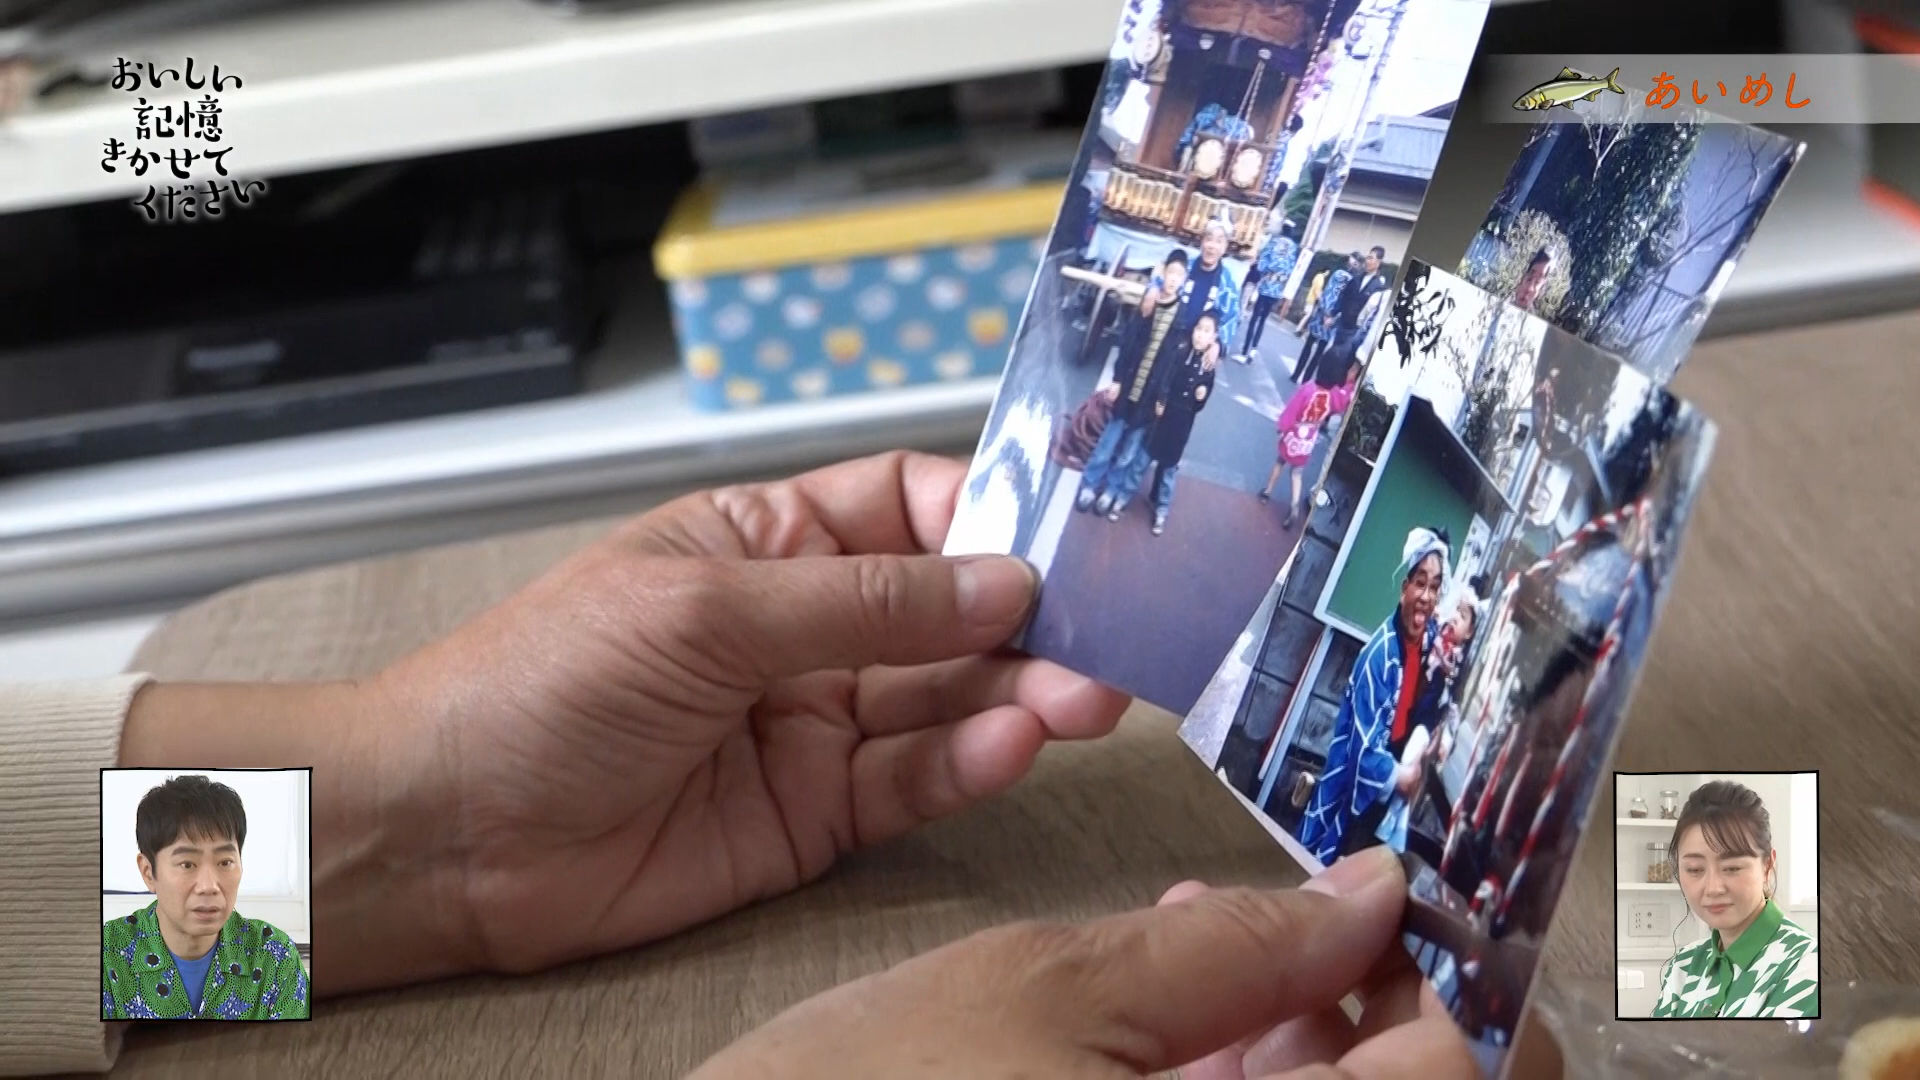 おいしい
記憶
きかせて
ください
あいめし